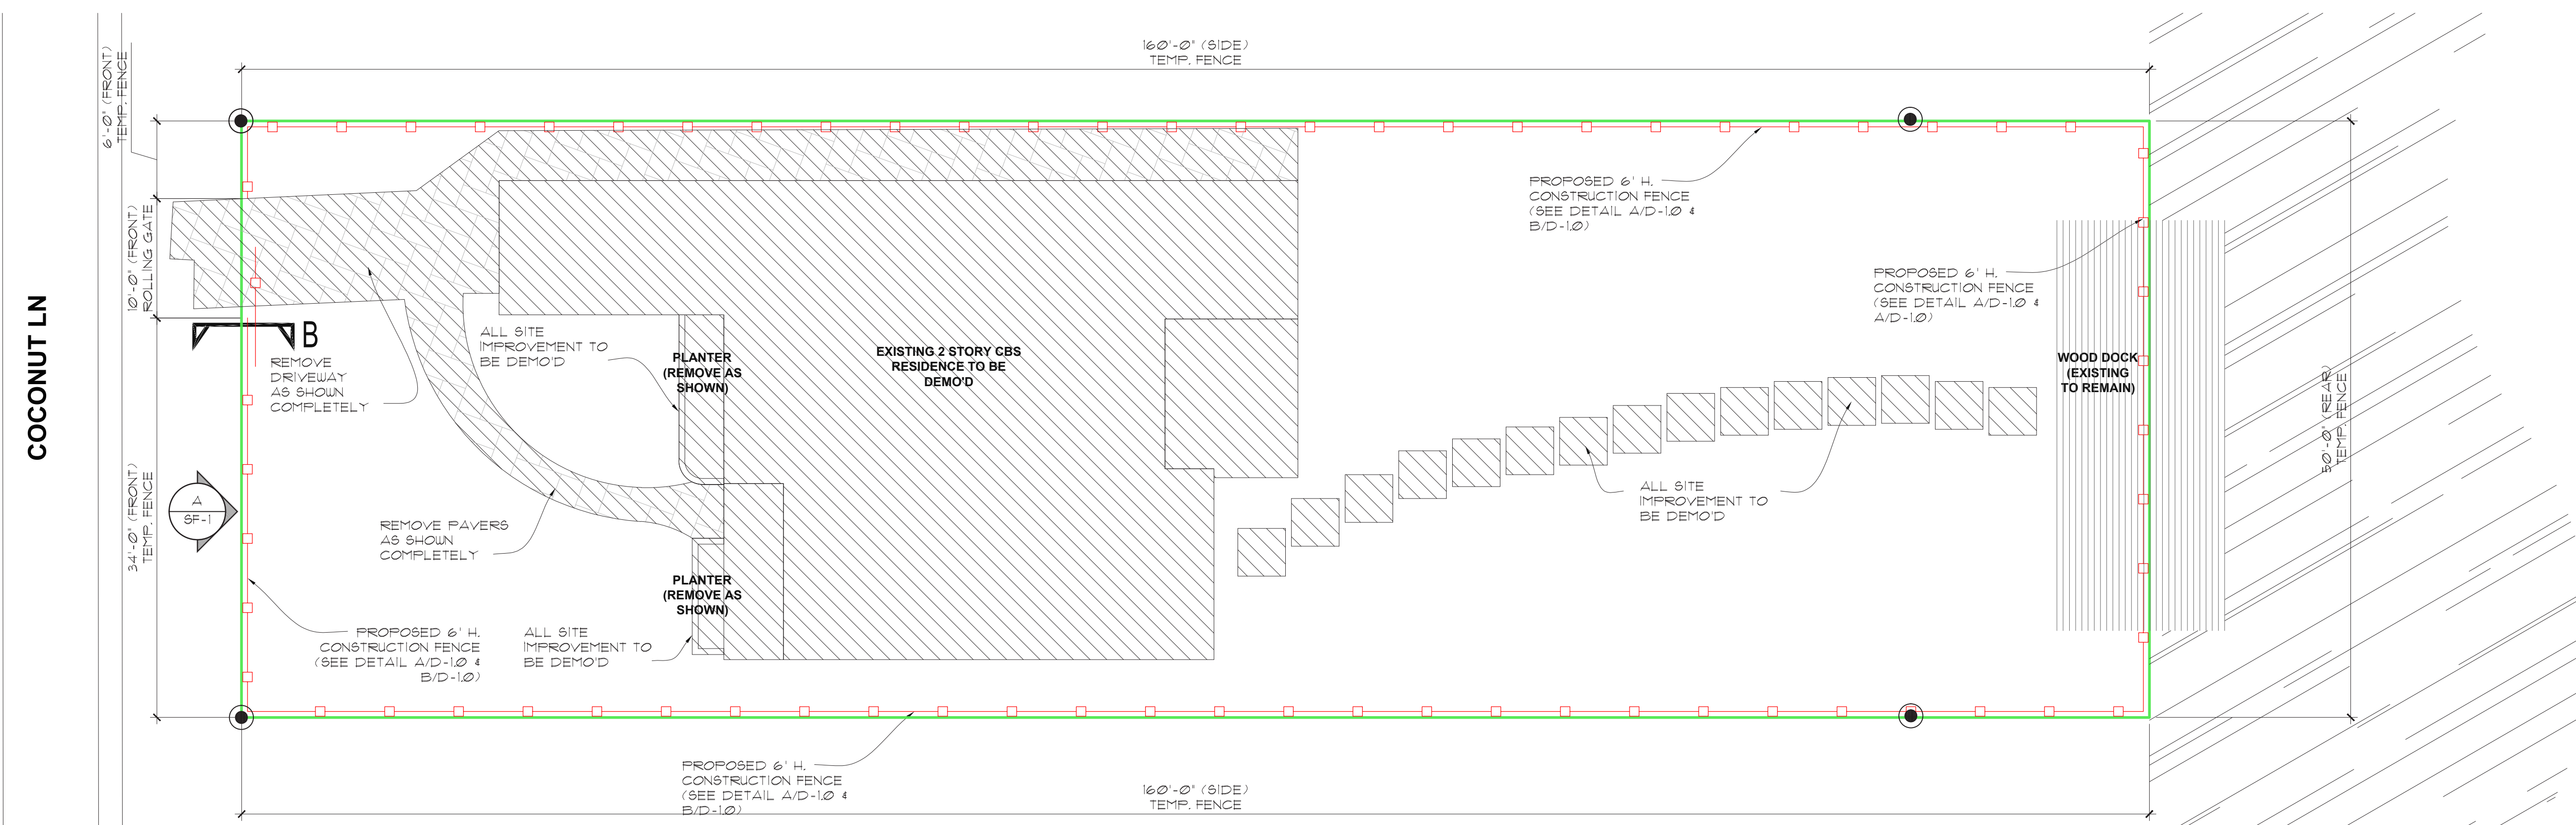 160'-0" (SIDE)
TEMP. FENCE
6'-0" (FRONT)
TEMP. FENCE
10'-0" (FRONT)
ROLLING GATE
34'-0" (FRONT)
TEMP. FENCE
COCONUT LN
B
A
SF-1
REMOVE
DRIVEWAY
AS SHOWN
COMPLETELY
ALL SITE
IMPROVEMENT TO
BE DEMO'D
PLANTER
(REMOVE AS
SHOWN)
EXISTING 2 STORY CBS
RESIDENCE TO BE
DEMO'D
PROPOSED 6' H.
CONSTRUCTION FENCE
(SEE DETAIL A/D-1.0 &
B/D-1.0)
PROPOSED 6' H.
CONSTRUCTION FENCE
(SEE DETAIL A/D-1.0 &
A/D-1.0)
WOOD DOCK
(EXISTING
TO REMAIN)
50'-0" (REAR)
TEMP. FENCE
REMOVE PAVERS
AS SHOWN
COMPLETELY
ALL SITE
IMPROVEMENT TO
BE DEMO'D
PLANTER
(REMOVE AS
SHOWN)
PROPOSED 6' H.
CONSTRUCTION FENCE
(SEE DETAIL A/D-1.0 &
B/D-1.0)
ALL SITE
IMPROVEMENT TO
BE DEMO'D
PROPOSED 6' H.
CONSTRUCTION FENCE
(SEE DETAIL A/D-1.0 &
B/D-1.0)
160'-0" (SIDE)
TEMP. FENCE